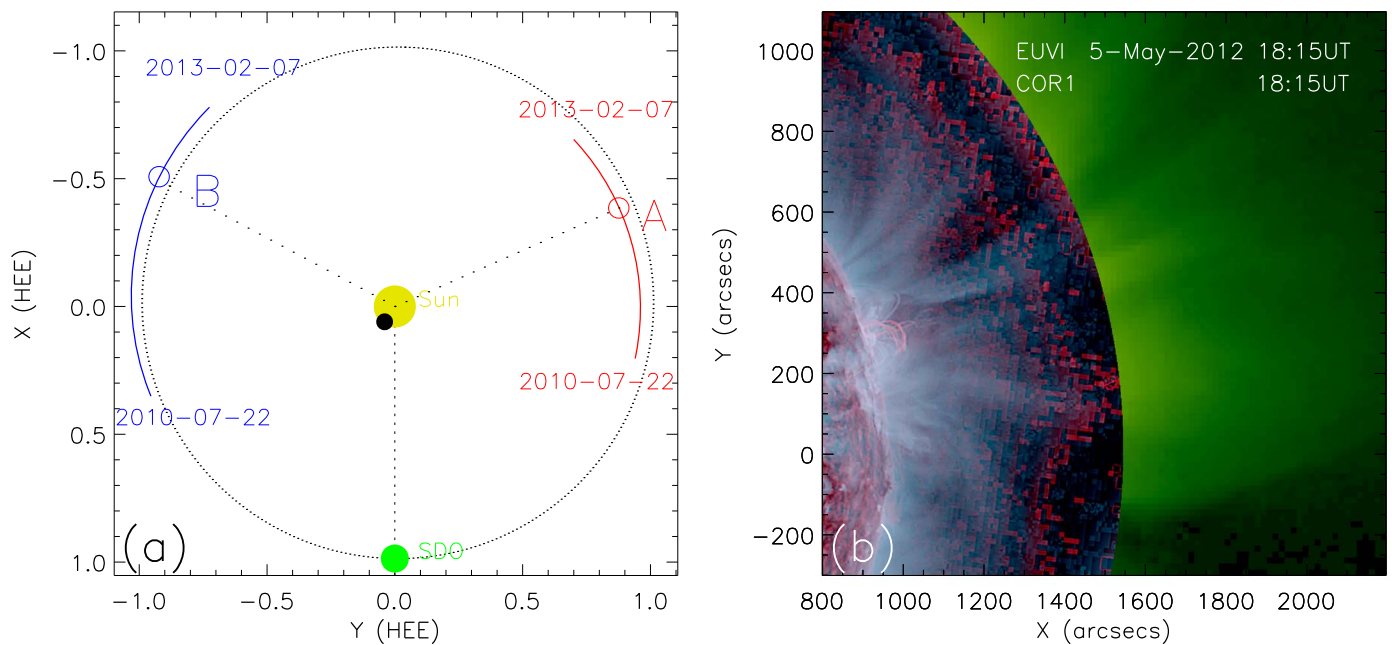 2013-02-07
2013-02-07
B
A
Sun
2010-07-22
2010-07-22
SDO
(a)
-1.0
-0.5
0.0
0.5
1.0
X (HEE)
-1.0 -0.5 0.0 0.5 1.0
Y (HEE)
EUVI 5-May-2012 18:15UT
COR1 18:15UT
(b)
1000
800
600
400
200
0
-200
Y (arcsecs)
800 1000 1200 1400 1600 1800 2000
X (arcsecs)